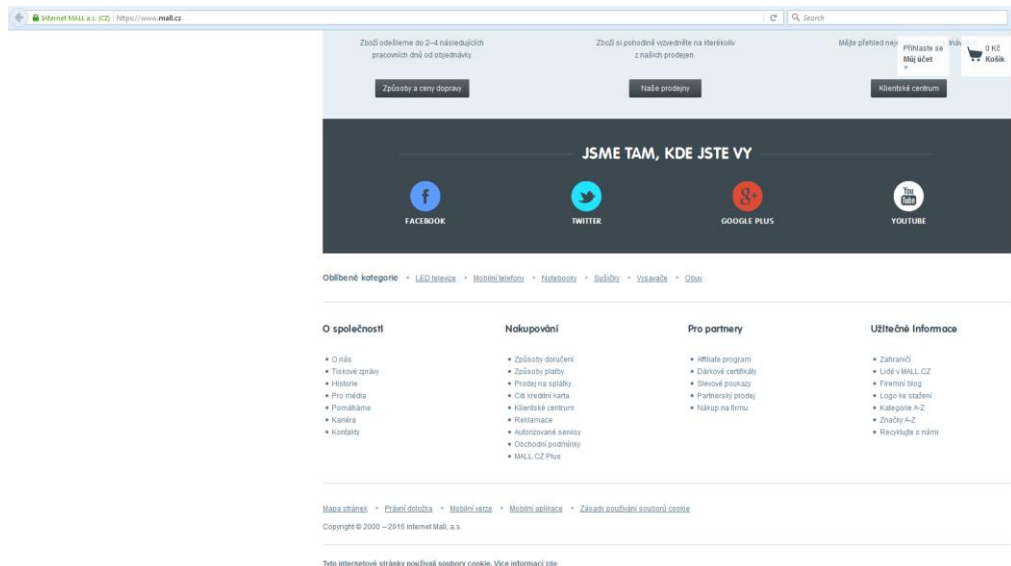 Internet MALL a.s. (CZ) https://www.mall.cz Search
Zboží odešleme do 2–4 následujících
pracovních dnů od objednávky.
Způsoby a ceny dopravy
Zboží si pohodlně vyzvedněte na kterékoliv
z našich prodejen.
Naše prodejny
Mějte přehled
Klientské centrum
Přihlaste se
Můj účet
0 Kč
Košík
JSME TAM, KDE JSTE VY
FACEBOOK
TWITTER
GOOGLE PLUS
You
Tube
YOUTUBE
Oblíbené kategorie • LED televize • Mobilní telefony • Notebooky • Sušičky • Vysavače • Obuv
O společnosti
• O nás
• Tiskové zprávy
• Historie
• Pro média
• Pomáháme
• Kariéra
• Kontakty
Nakupování
• Způsoby doručení
• Způsoby platby
• Prodej na splátky
• Citi kreditní karta
• Klientské centrum
• Reklamace
• Autorizované servisy
• Obchodní podmínky
• MALL.CZ Plus
Pro partnery
• Affiliate program
• Dárkové certifikáty
• Slevové poukazy
• Partnerský prodej
• Nákup na firmu
Užitečné informace
• Zahraničí
• Lidé v MALL.CZ
• Firemní blog
• Logo ke stažení
• Kategorie A-Z
• Značky A-Z
• Recyklujte s námi
Mapa stránek • Právní doložka • Mobilní verze • Mobilní aplikace • Zásady používání souborů cookie
Copyright © 2000 – 2016 Internet Mall, a.s.
Tyto internetové stránky používají soubory cookie. Více informací zde